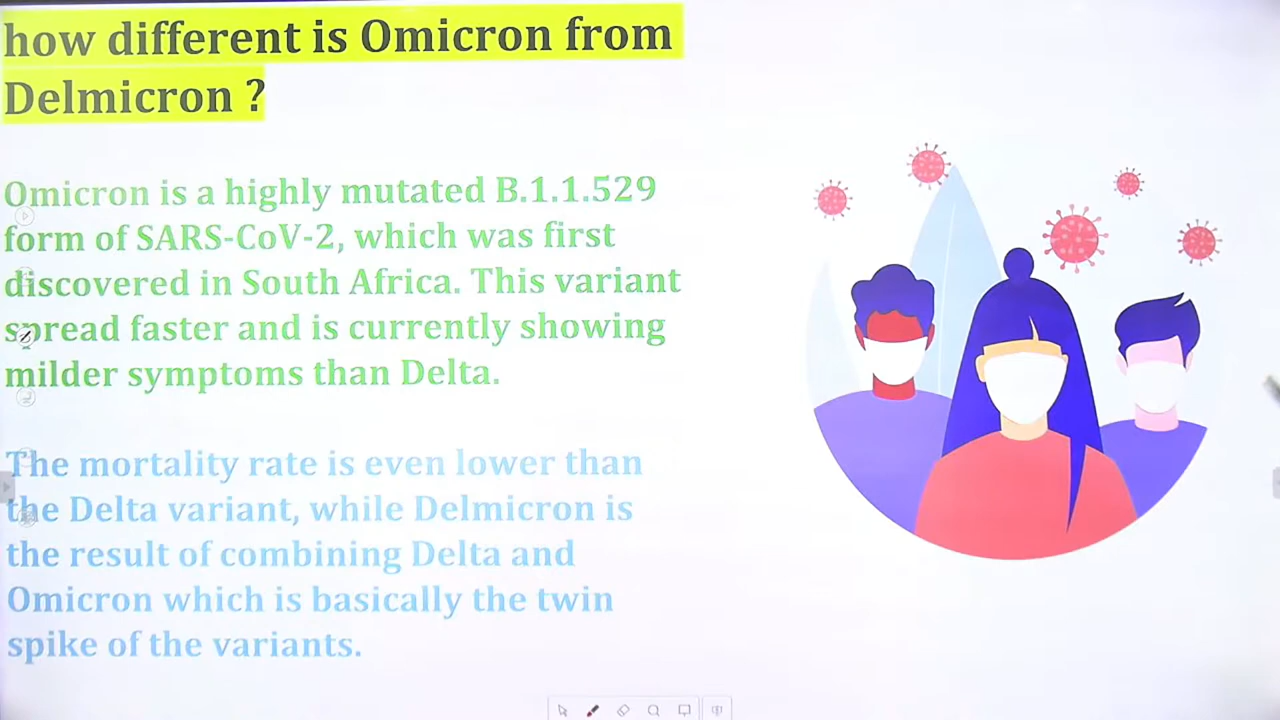 how different is Omicron from
Delmicron ?
Omicron is a highly mutated B.1.1.529
form of SARS-CoV-2, which was first
discovered in South Africa. This variant
spread faster and is currently showing
milder symptoms than Delta.
The mortality rate is even lower than
the Delta variant, while Delmicron is
the result of combining Delta and
Omicron which is basically the twin
spike of the variants.